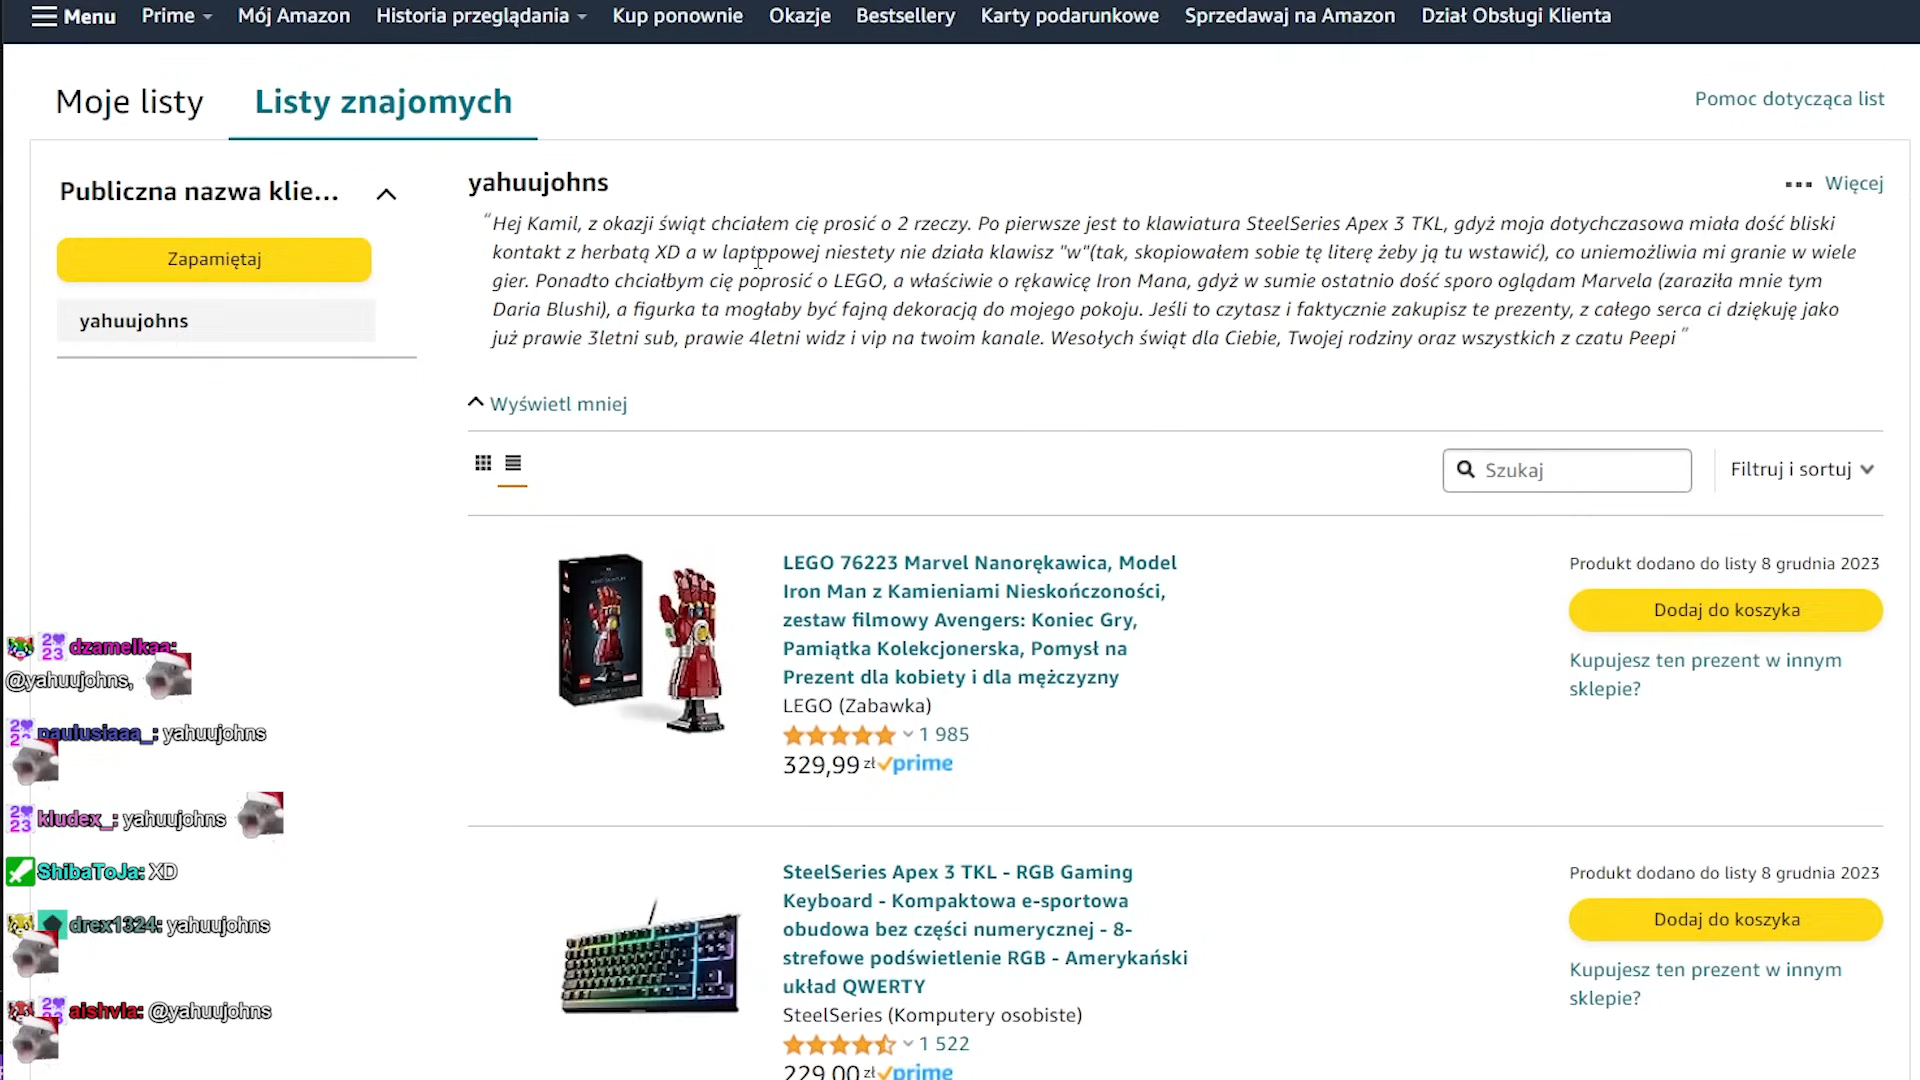 Menu Prime Mój Amazon Historia przeglądania Kup ponownie Okazje Bestsellery Karty podarunkowe Sprzedawaj na Amazon Dział Obsługi Klienta
Moje listy Listy znajomych Pomoc dotycząca list
Publiczna nazwa klie...
Zapamiętaj
yahuujohns
yahuujohns
Więcej
“Hej Kamil, z okazji świąt chciałem cię prosić o 2 rzeczy. Po pierwsze jest to klawiatura SteelSeries Apex 3 TKL, gdyż moja dotychczasowa miała dość bliski
kontakt z herbatą XD a w laptopowej niestety nie działa klawisz "w"(tak, skopiowałem sobie tę literę żeby ją tu wstawić), co uniemożliwia mi granie w wiele
gier. Ponadto chciałbym cię poprosić o LEGO, a właściwie o rękawicę Iron Mana, gdyż w sumie ostatnio dość sporo oglądam Marvela (zaraziła mnie tym
Daria Blushi), a figurka ta mogłaby być fajną dekoracją do mojego pokoju. Jeśli to czytasz i faktycznie zakupisz te prezenty, z całego serca ci dziękuję jako
już prawie 3letni sub, prawie 4letni widz i vip na twoim kanale. Wesołych świąt dla Ciebie, Twojej rodziny oraz wszystkich z czatu Peepi ”
Wyświetl mniej
Szukaj
Filtruj i sortuj
LEGO 76223 Marvel Nanorękawica, Model
Iron Man z Kamieniami Nieskończoności,
zestaw filmowy Avengers: Koniec Gry,
Pamiątka Kolekcjonerska, Pomysł na
Prezent dla kobiety i dla mężczyzny
LEGO (Zabawka)
1 985
329,99 zł prime
Produkt dodano do listy 8 grudnia 2023
Dodaj do koszyka
Kupujesz ten prezent w innym
sklepie?
SteelSeries Apex 3 TKL - RGB Gaming
Keyboard - Kompaktowa e-sportowa
obudowa bez części numerycznej - 8-
strefowe podświetlenie RGB - Amerykański
układ QWERTY
SteelSeries (Komputery osobiste)
1 522
229,00 zł prime
Produkt dodano do listy 8 grudnia 2023
Dodaj do koszyka
Kupujesz ten prezent w innym
sklepie?
dzamelkaa:
@yahuujohns,
paulusiaaa_: yahuujohns
kludex_: yahuujohns
ShibaToJa: XD
drex1324: yahuujohns
aishvia: @yahuujohns